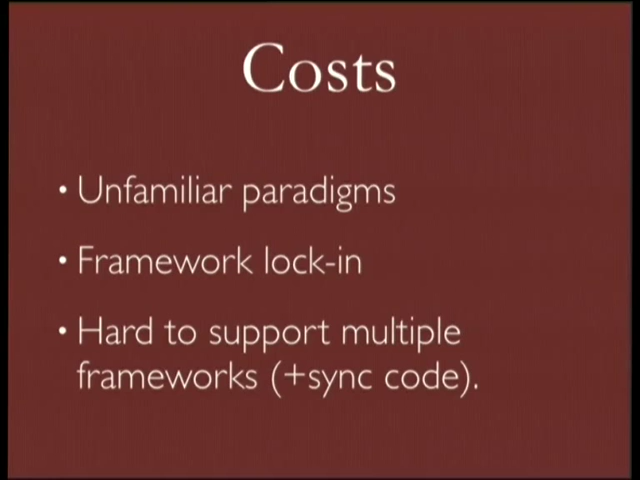 Costs
• Unfamiliar paradigms
• Framework lock-in
• Hard to support multiple
frameworks (+sync code).